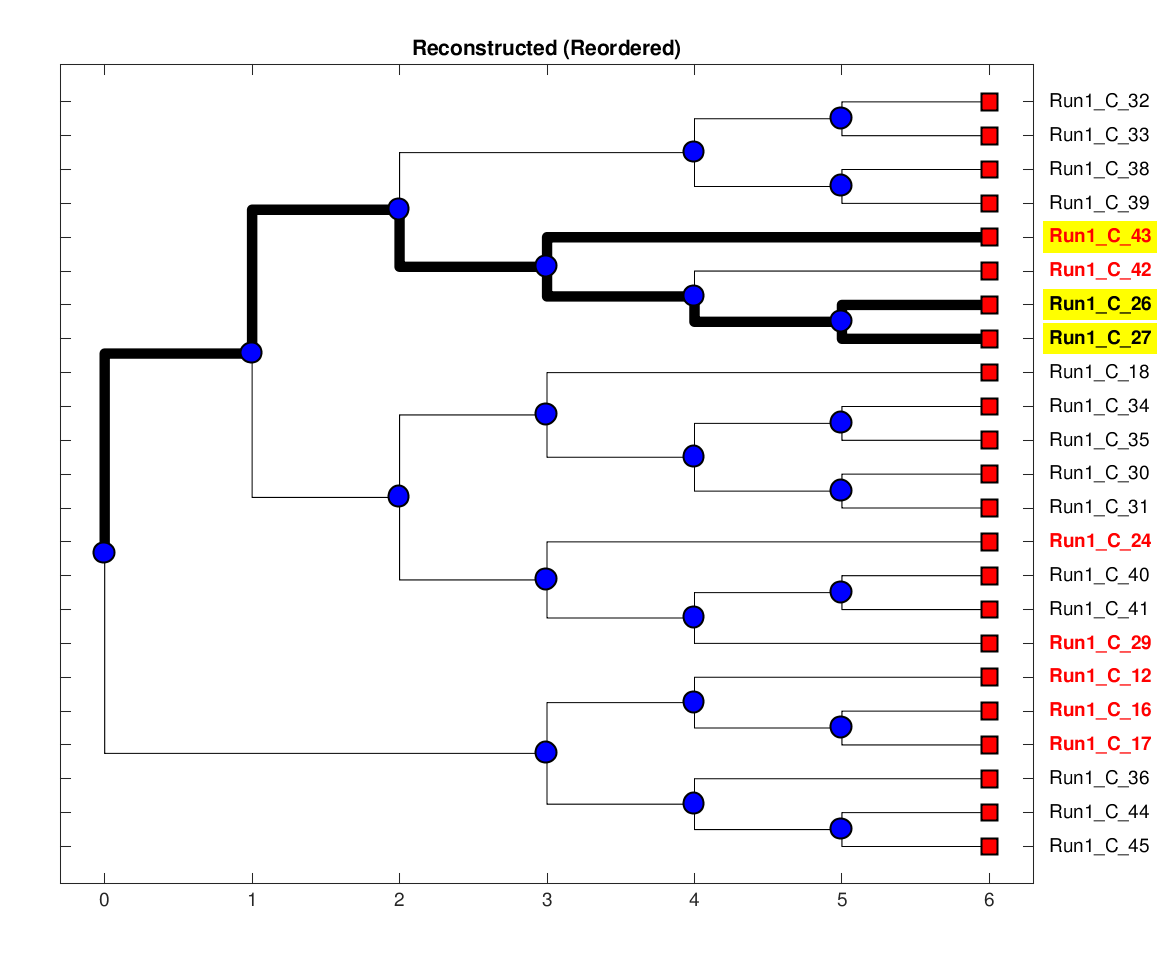 Reconstructed (Reordered)
Run1_C_32
Run1_C_33
Run1_C_38
Run1_C_39
Run1_C_43
Run1_C_42
Run1_C_26
Run1_C_27
Run1_C_18
Run1_C_34
Run1_C_35
Run1_C_30
Run1_C_31
Run1_C_24
Run1_C_40
Run1_C_41
Run1_C_29
Run1_C_12
Run1_C_16
Run1_C_17
Run1_C_36
Run1_C_44
Run1_C_45
0 1 2 3 4 5 6